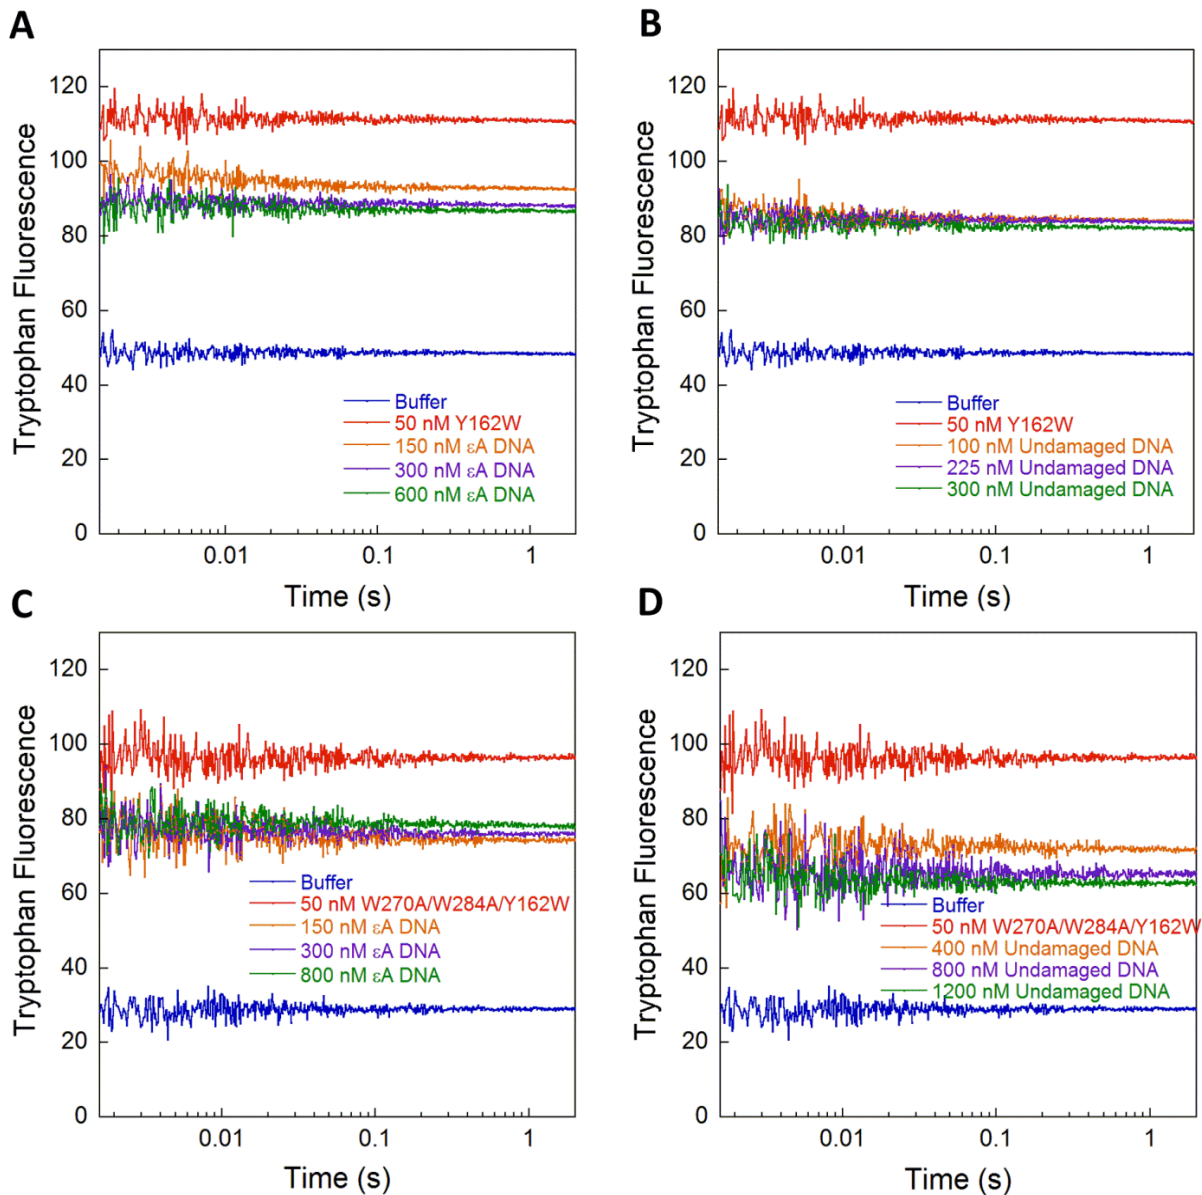 A
Tryptophan Fluorescence
120
100
80
60
40
20
0
Buffer
50 nM Y162W
150 nM εA DNA
300 nM εA DNA
600 nM εA DNA
0.01
0.1
1
Time (s)
B
Tryptophan Fluorescence
120
100
80
60
40
20
0
Buffer
50 nM Y162W
100 nM Undamaged DNA
225 nM Undamaged DNA
300 nM Undamaged DNA
0.01
0.1
1
Time (s)
C
Tryptophan Fluorescence
120
100
80
60
40
20
0
Buffer
50 nM W270A/W284A/Y162W
150 nM εA DNA
300 nM εA DNA
800 nM εA DNA
0.01
0.1
1
Time (s)
D
Tryptophan Fluorescence
120
100
80
60
40
20
0
Buffer
50 nM W270A/W284A/Y162W
400 nM Undamaged DNA
800 nM Undamaged DNA
1200 nM Undamaged DNA
0.01
0.1
1
Time (s)